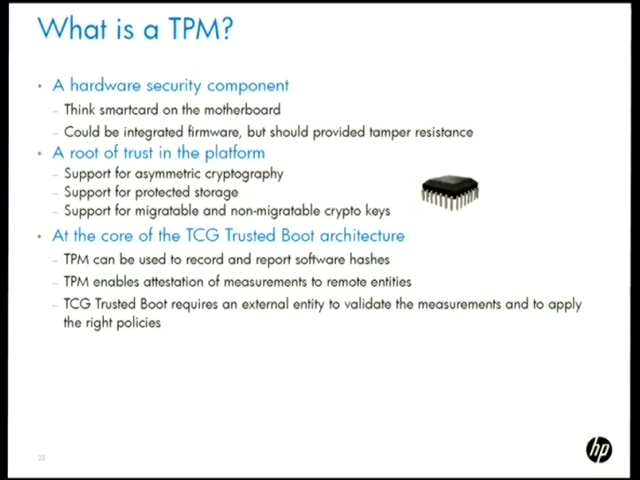 What is a TPM?
• A hardware security component
– Think smartcard on the motherboard
– Could be integrated firmware, but should provided tamper resistance
• A root of trust in the platform
– Support for asymmetric cryptography
– Support for protected storage
– Support for migratable and non-migratable crypto keys
• At the core of the TCG Trusted Boot architecture
– TPM can be used to record and report software hashes
– TPM enables attestation of measurements to remote entities
– TCG Trusted Boot requires an external entity to validate the measurements and to apply
the right policies
hp